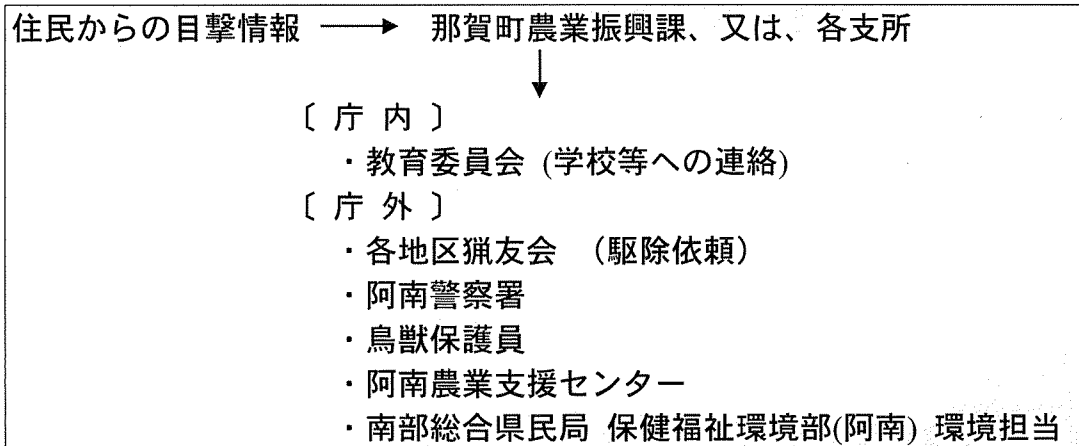 住民からの目撃情報 ⟶ 那賀町農業振興課、又は、各支所
↓
〔 庁 内 〕
・教育委員会 (学校等への連絡)
〔 庁 外 〕
・各地区猟友会 （駆除依頼）
・阿南警察署
・鳥獣保護員
・阿南農業支援センター
・南部総合県民局 保健福祉環境部(阿南) 環境担当